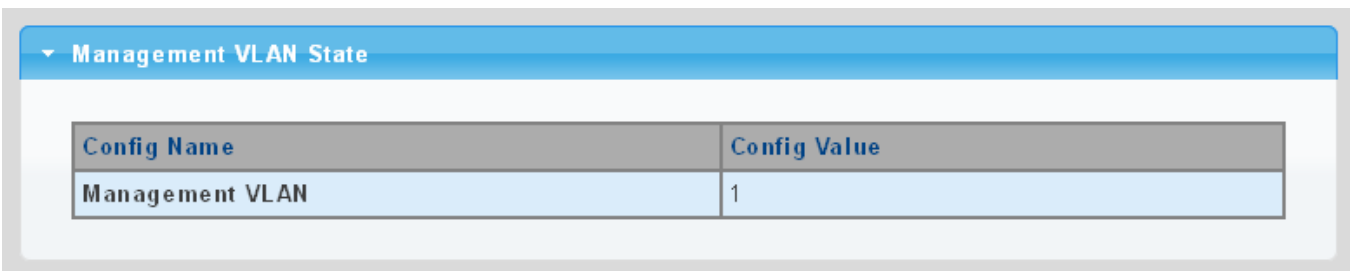 Management VLAN State
Config Name Config Value
Management VLAN 1